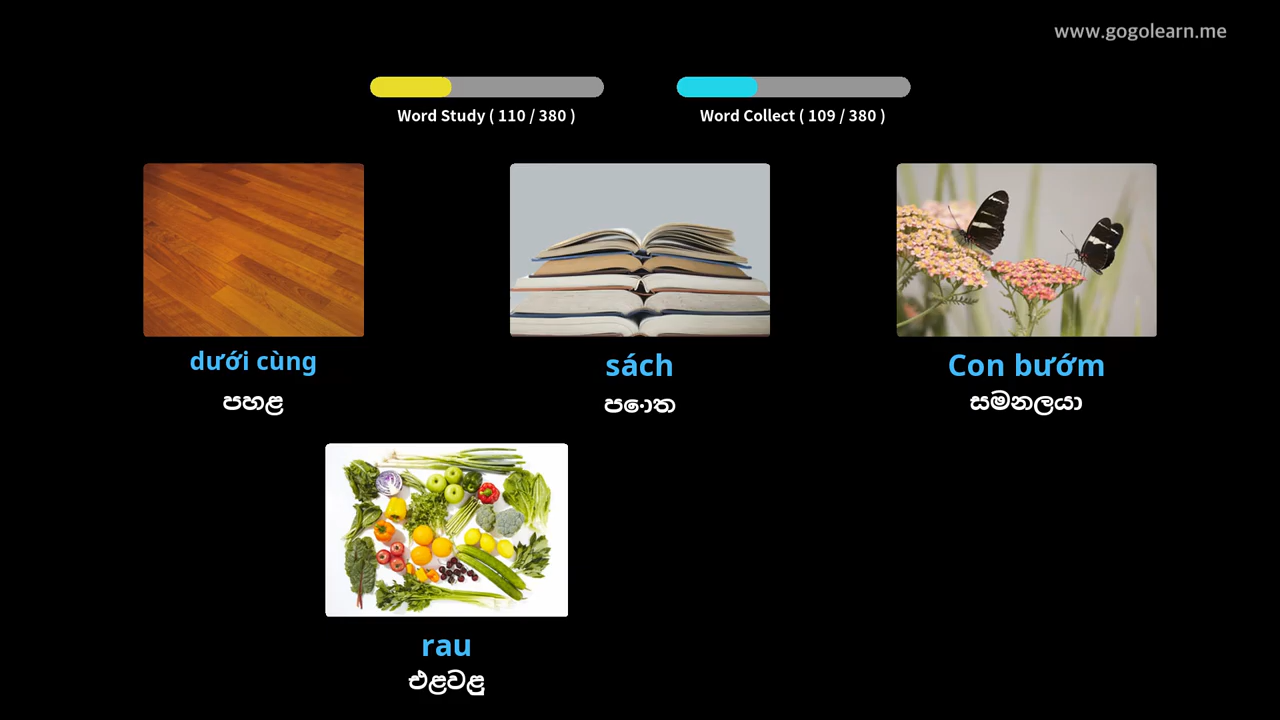 www.gogolearn.me
Word Study ( 110 / 380 )
Word Collect ( 109 / 380 )
dưới cùng
පහළ
sách
පොත
Con bướm
සමනලයා
rau
එළවළු